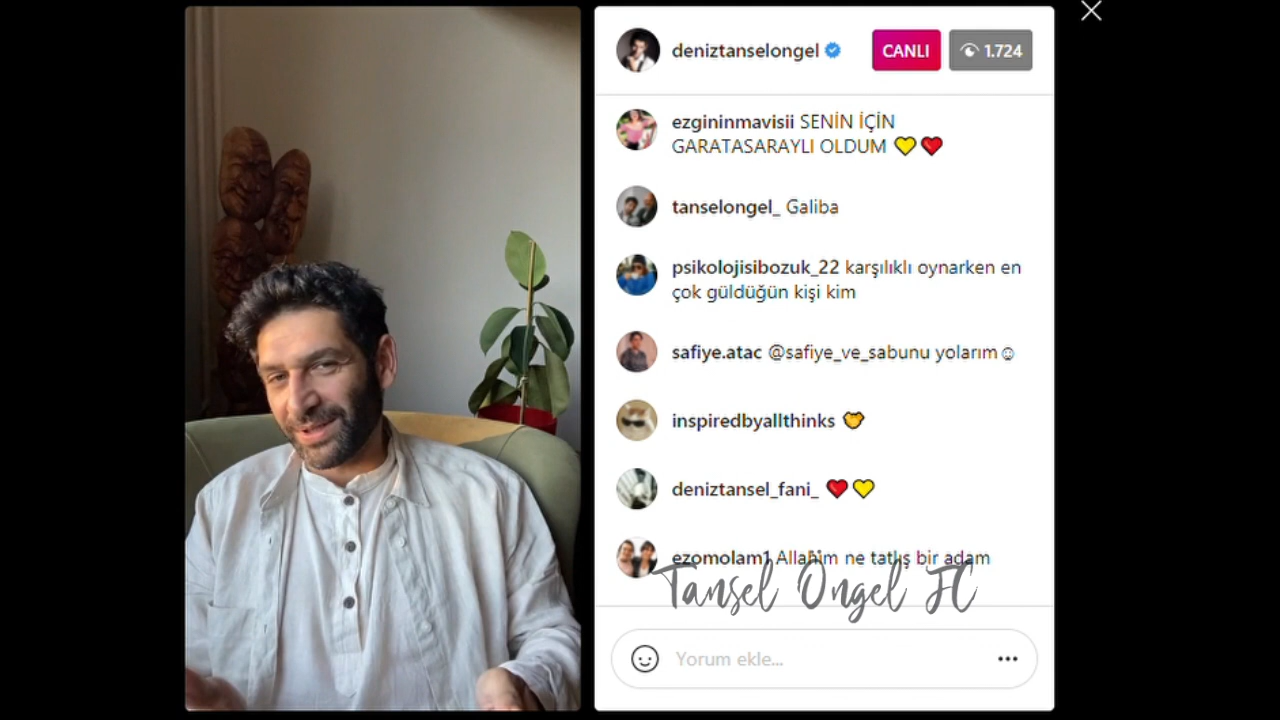 deniztanselongel
CANLI
1.724
ezgininmavisii SENİN İÇİN
GARATASARAYLI OLDUM 💛❤️
tanselongel_ Galiba
psikolojisibozuk_22 karşılıklı oynarken en
çok güldüğün kişi kim
safiye.atac @safiye_ve_sabunu yolarım☺
inspiredbyallthinks
deniztansel_fani_ ❤️💛
ezomolam1 Allahim ne tatlış bir adam
Tansel Öngel FC
Yorum ekle...